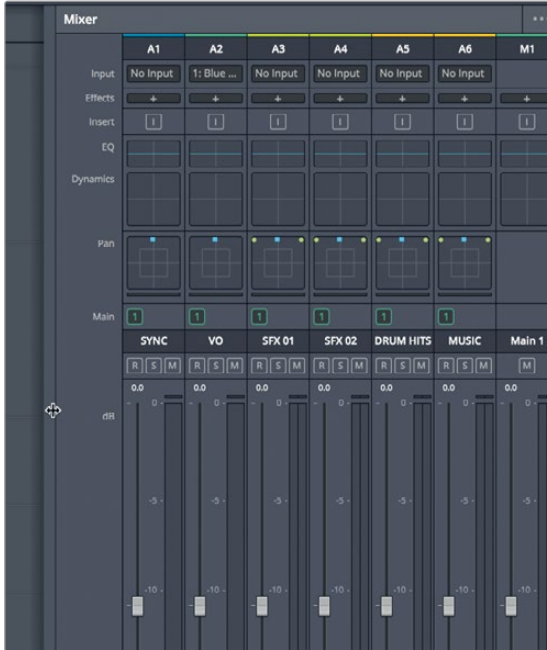 Mixer
A1 A2 A3 A4 A5 A6 M1
Input No Input 1: Blue ... No Input No Input No Input No Input
Effects + + + + + + +
Insert I I I I I I I
EQ
Dynamics
Pan
Main 1 1 1 1 1 1
SYNC VO SFX 01 SFX 02 DRUM HITS MUSIC Main 1
R S M R S M R S M R S M R S M R S M M
0.0 0.0 0.0 0.0 0.0 0.0 0.0
0 0 0 0 0 0 0
dB
-5 -5 -5 -5 -5 -5 -5
-10 -10 -10 -10 -10 -10 -10